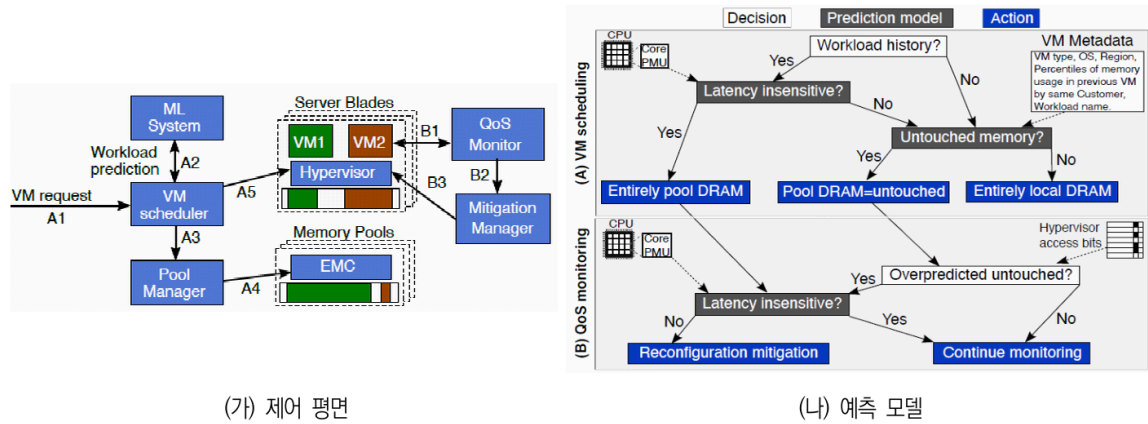 Server Blades
ML
System
VM1
VM2
B1
QoS
Monitor
Workload
prediction
A2
Hypervisor
B2
VM request
A1
VM
scheduler
A5
B3
Mitigation
Manager
A3
Memory Pools
Pool
Manager
A4
EMC
(가) 제어 평면
Decision
Prediction model
Action
(A) VM scheduling
CPU
Core
PMU
Workload history?
VM Metadata
VM type, OS, Region,
Percentiles of memory
usage in previous VM
by same Customer,
Workload name.
Yes
No
Latency insensitive?
No
Yes
Untouched memory?
Yes
No
Entirely pool DRAM
Pool DRAM=untouched
Entirely local DRAM
(B) QoS monitoring
CPU
Core
PMU
Hypervisor
access bits
Overpredicted untouched?
Yes
Latency insensitive?
No
Yes
No
Reconfiguration mitigation
Continue monitoring
(나) 예측 모델